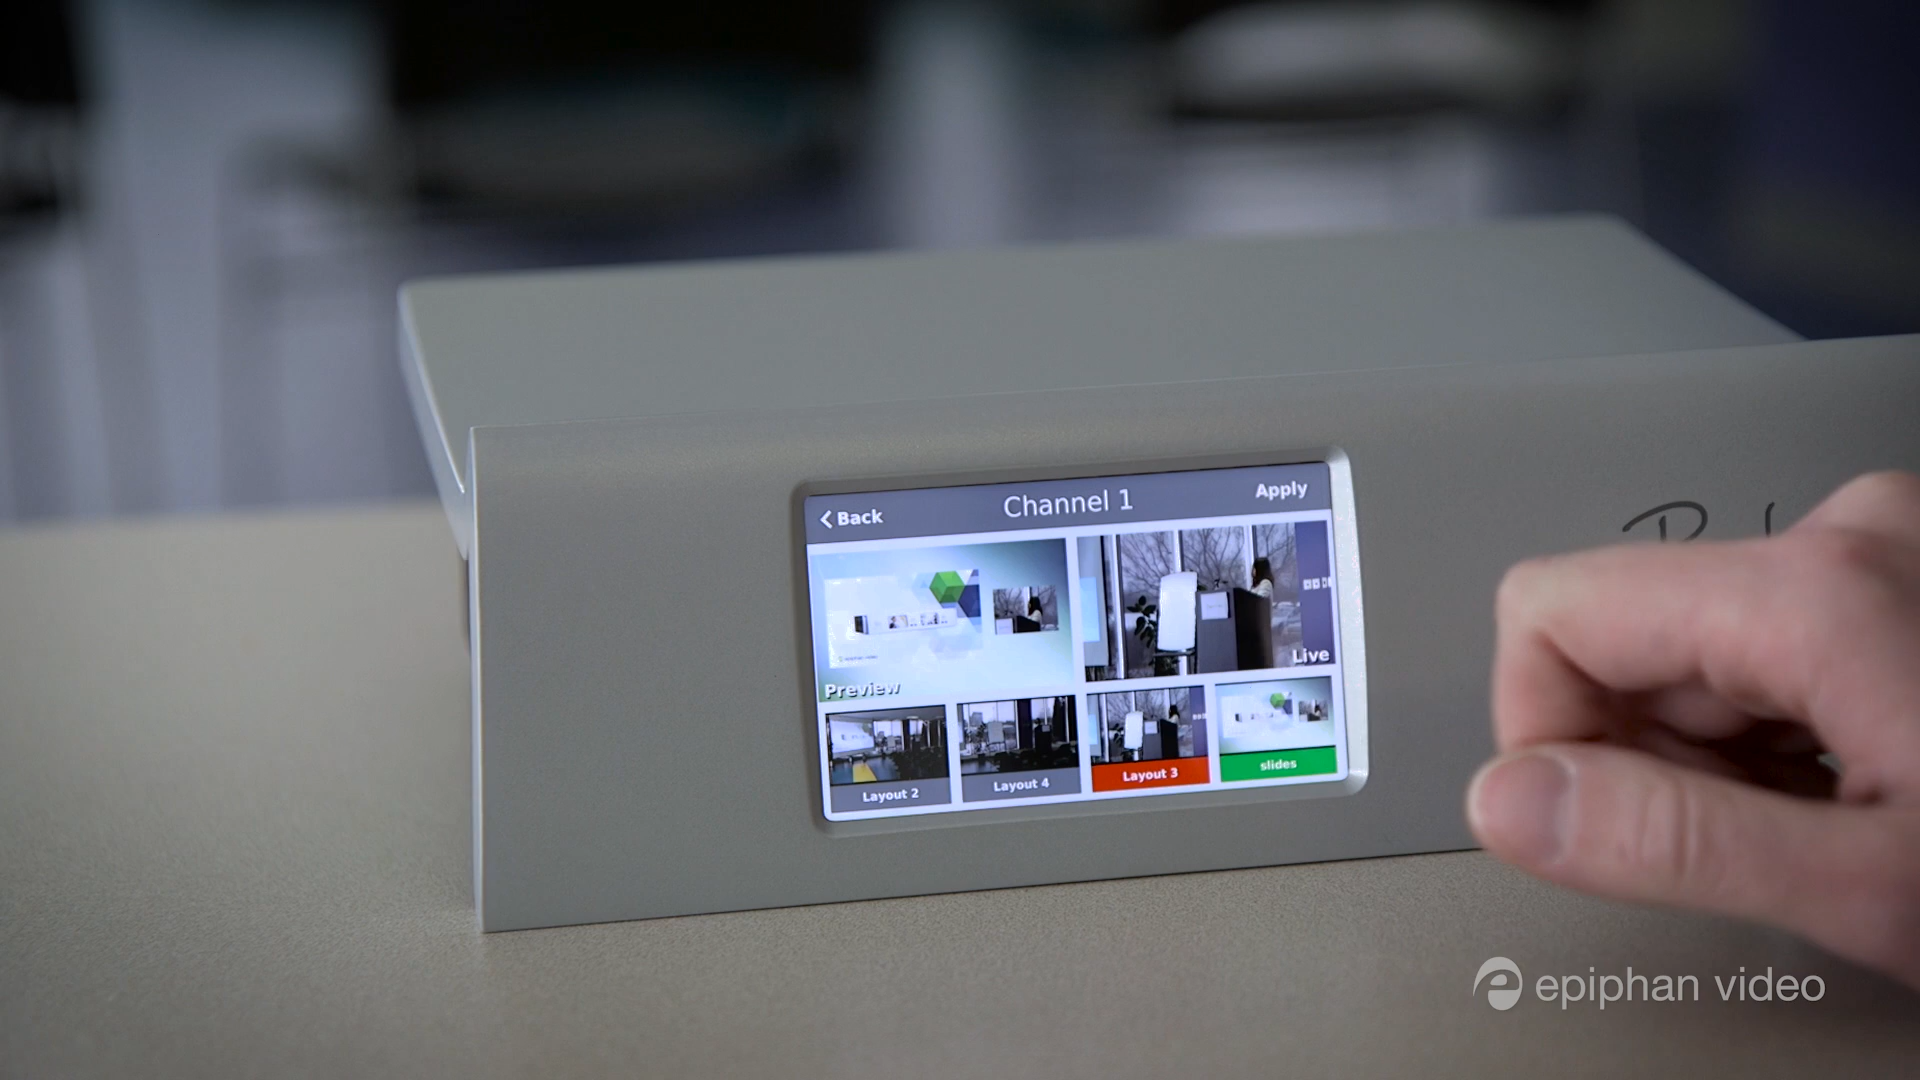 Back
Channel 1
Apply
Preview
Live
Layout 2
Layout 4
Layout 3
slides
epiphan video